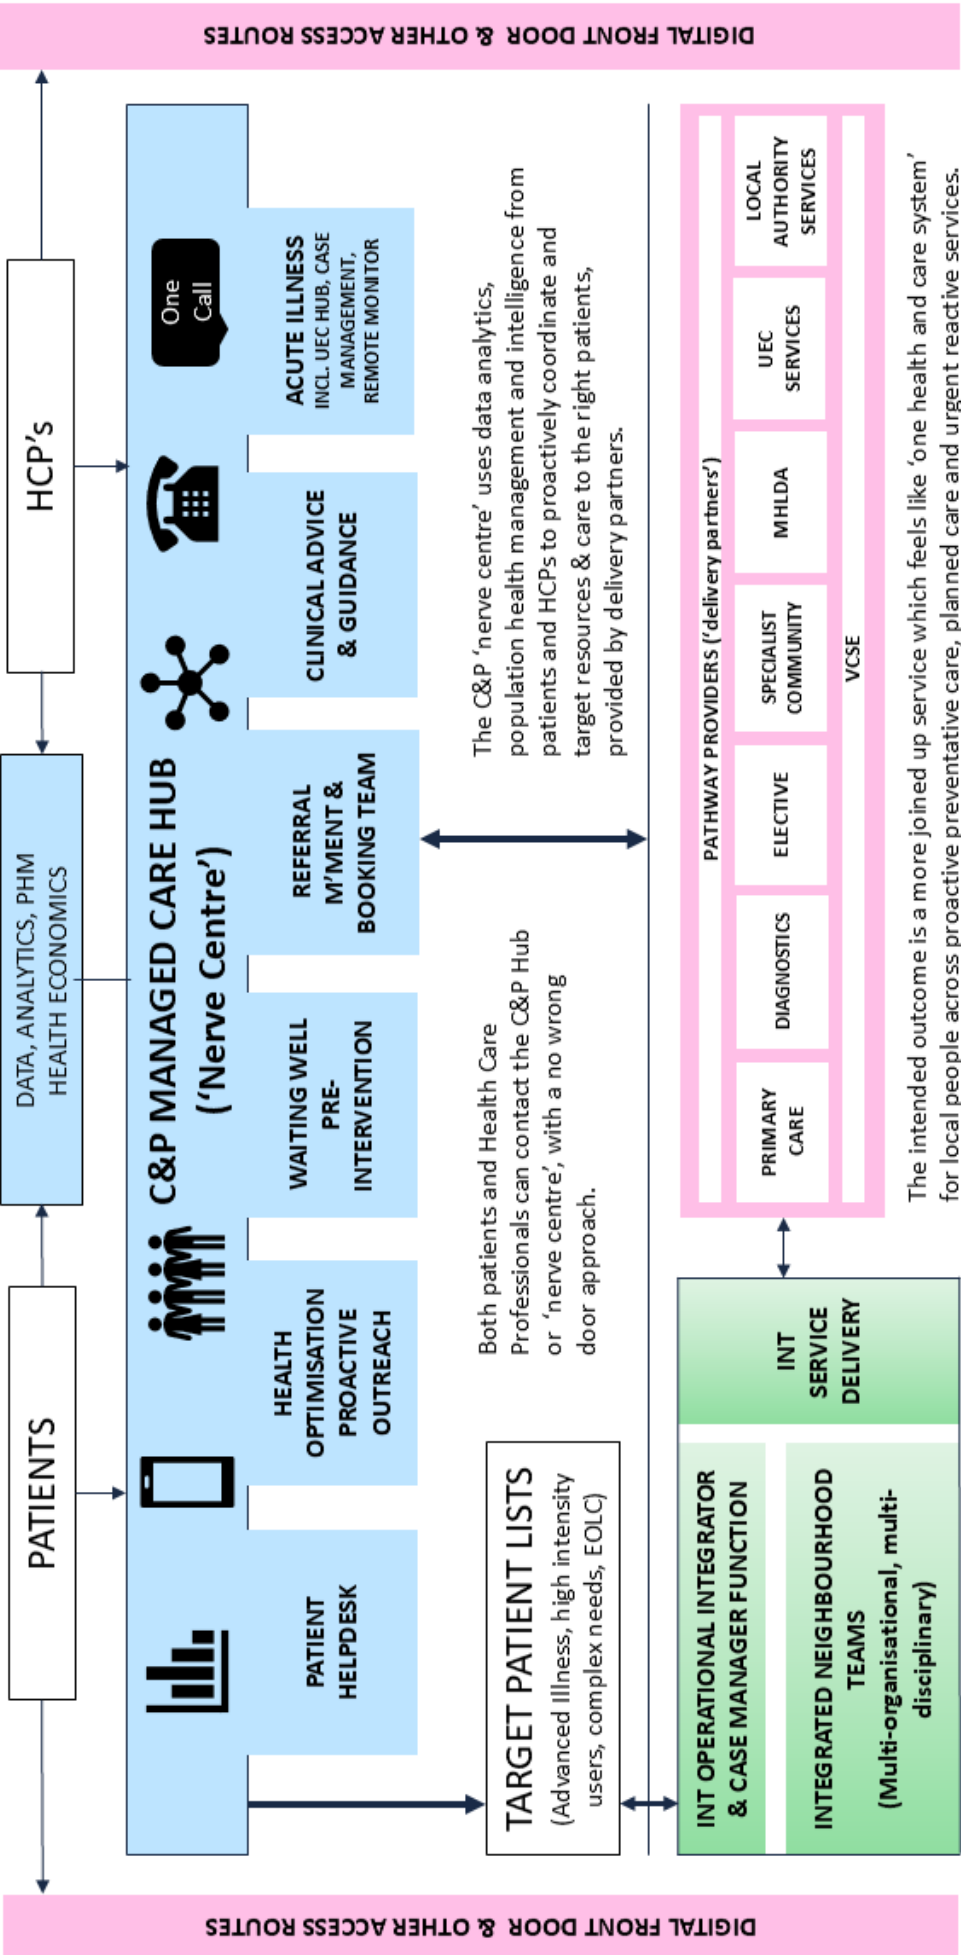 DIGITAL FRONT DOOR & OTHER ACCESS ROUTES
PATIENTS
DATA, ANALYTICS, PHM
HEALTH ECONOMICS
HCP's
C&P MANAGED CARE HUB
('Nerve Centre')
One
Call
PATIENT
HELPDESK
HEALTH
OPTIMISATION
PROACTIVE
OUTREACH
WAITING WELL
PRE-
INTERVENTION
REFERRAL
M'MENT &
BOOKING TEAM
CLINICAL ADVICE
& GUIDANCE
ACUTE ILLNESS
INCL. UEC HUB, CASE
MANAGEMENT,
REMOTE MONITOR
TARGET PATIENT LISTS
(Advanced Illness, high intensity
users, complex needs, EOLC)
Both patients and Health Care
Professionals can contact the C&P Hub
or ‘nerve centre’, with a no wrong
door approach.
The C&P ‘nerve centre’ uses data analytics,
population health management and intelligence from
patients and HCPs to proactively coordinate and
target resources & care to the right patients,
provided by delivery partners.
INT OPERATIONAL INTEGRATOR
& CASE MANAGER FUNCTION
INTEGRATED NEIGHBOURHOOD
TEAMS
(Multi-organisational, multi-
disciplinary)
INT
SERVICE
DELIVERY
PATHWAY PROVIDERS (‘delivery partners’)
PRIMARY
CARE
DIAGNOSTICS
ELECTIVE
SPECIALIST
COMMUNITY
MHLDA
UEC
SERVICES
LOCAL
AUTHORITY
SERVICES
VCSE
The intended outcome is a more joined up service which feels like ‘one health and care system’
for local people across proactive preventative care, planned care and urgent reactive services.
DIGITAL FRONT DOOR & OTHER ACCESS ROUTES